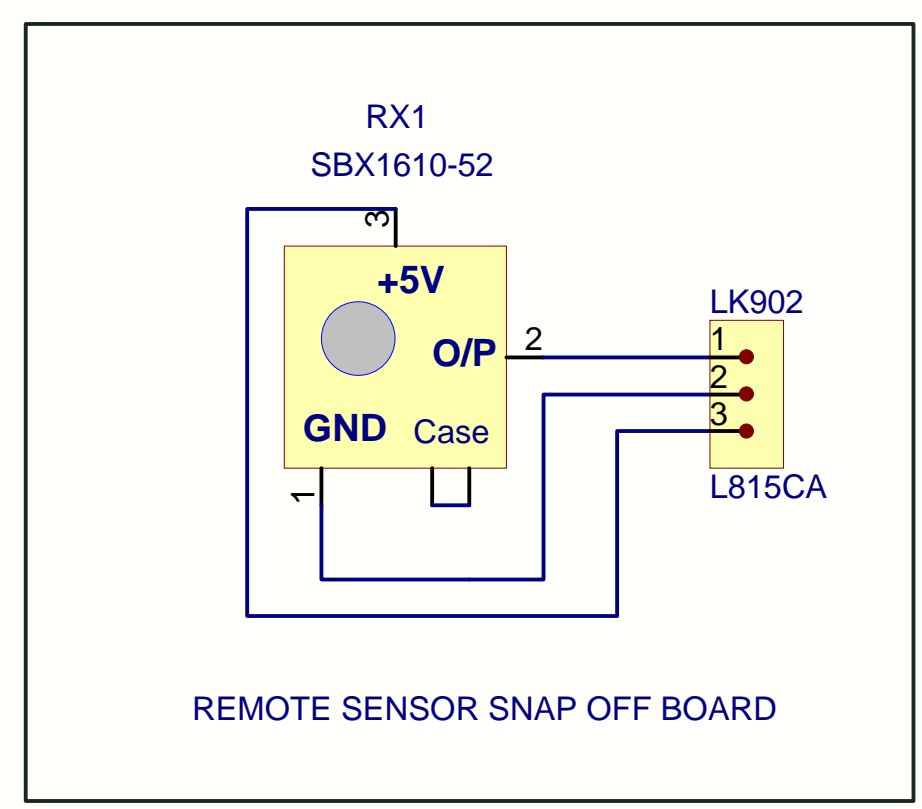 RX1
SBX1610-52
3
+5V
O/P
2
GND
Case
1
LK902
1
2
3
L815CA
REMOTE SENSOR SNAP OFF BOARD